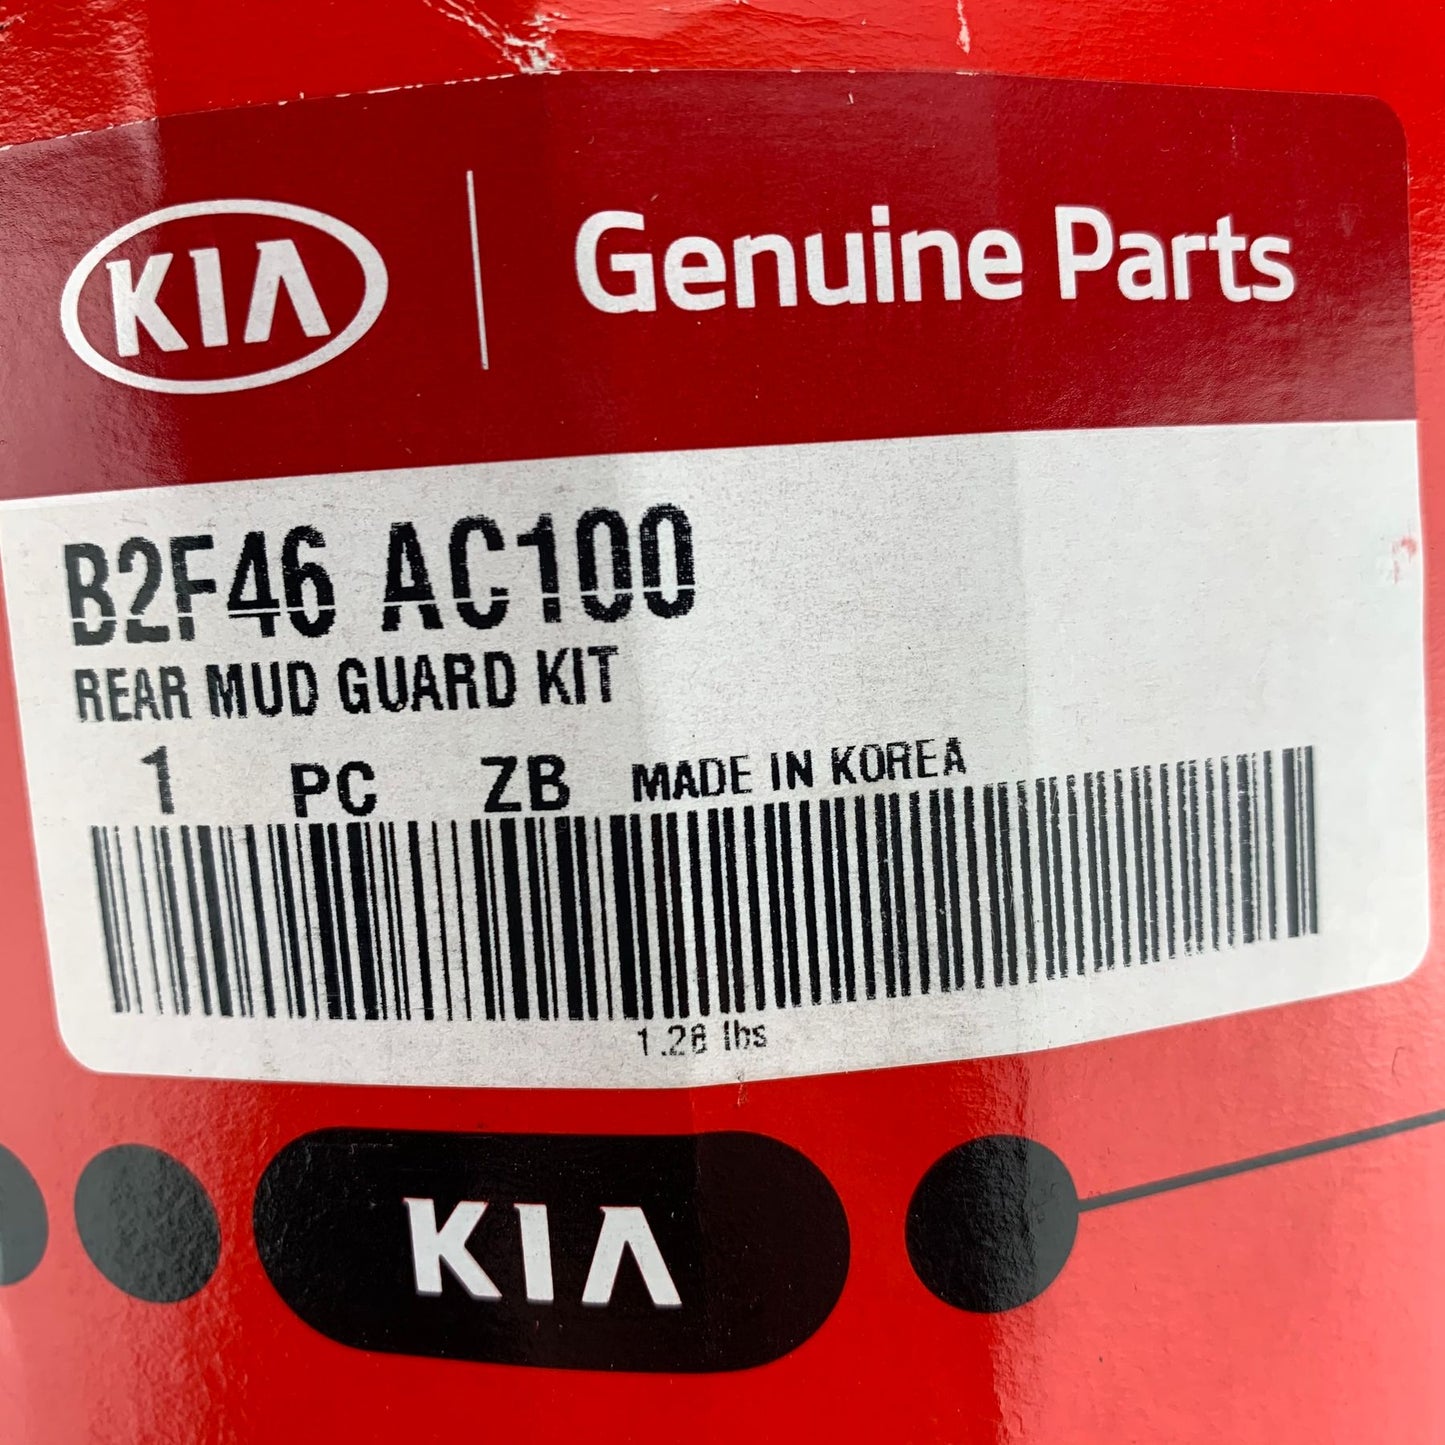 KIA Genuine Parts
B2F46 AC100
REAR MUD GUARD KIT
1 PC ZB MADE IN KOREA
1.28 lbs
KIA